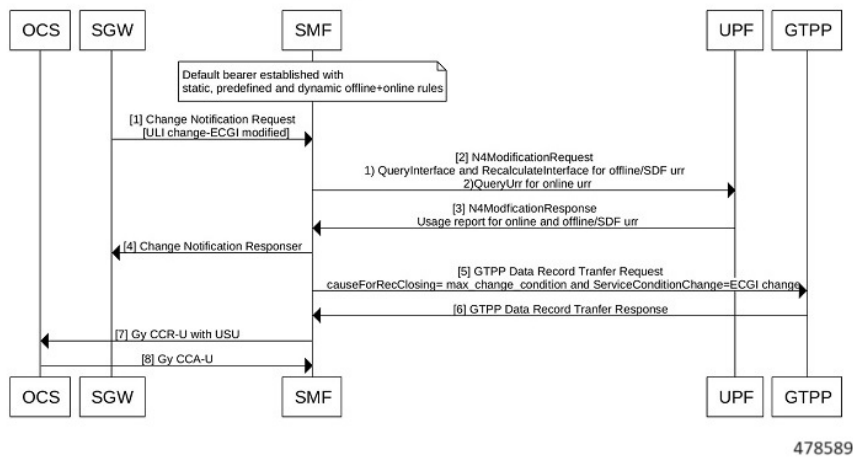 OCS SGW SMF UPF GTPP
Default bearer established with
static, predefined and dynamic offline+online rules
[1] Change Notification Request
[ULI change-ECGI modified]
[2] N4ModificationRequest
1) QueryInterface and RecalculateInterface for offline/SDF urr
2)QueryUrr for online urr
[3] N4ModficationResponse
Usage report for online and offline/SDF urr
[4] Change Notification Responser
[5] GTPP Data Record Tranfer Request
causeForRecClosing= max_change_condition and ServiceConditionChange=ECGI change
[6] GTPP Data Record Tranfer Response
[7] Gy CCR-U with USU
[8] Gy CCA-U
OCS SGW SMF UPF GTPP
478589